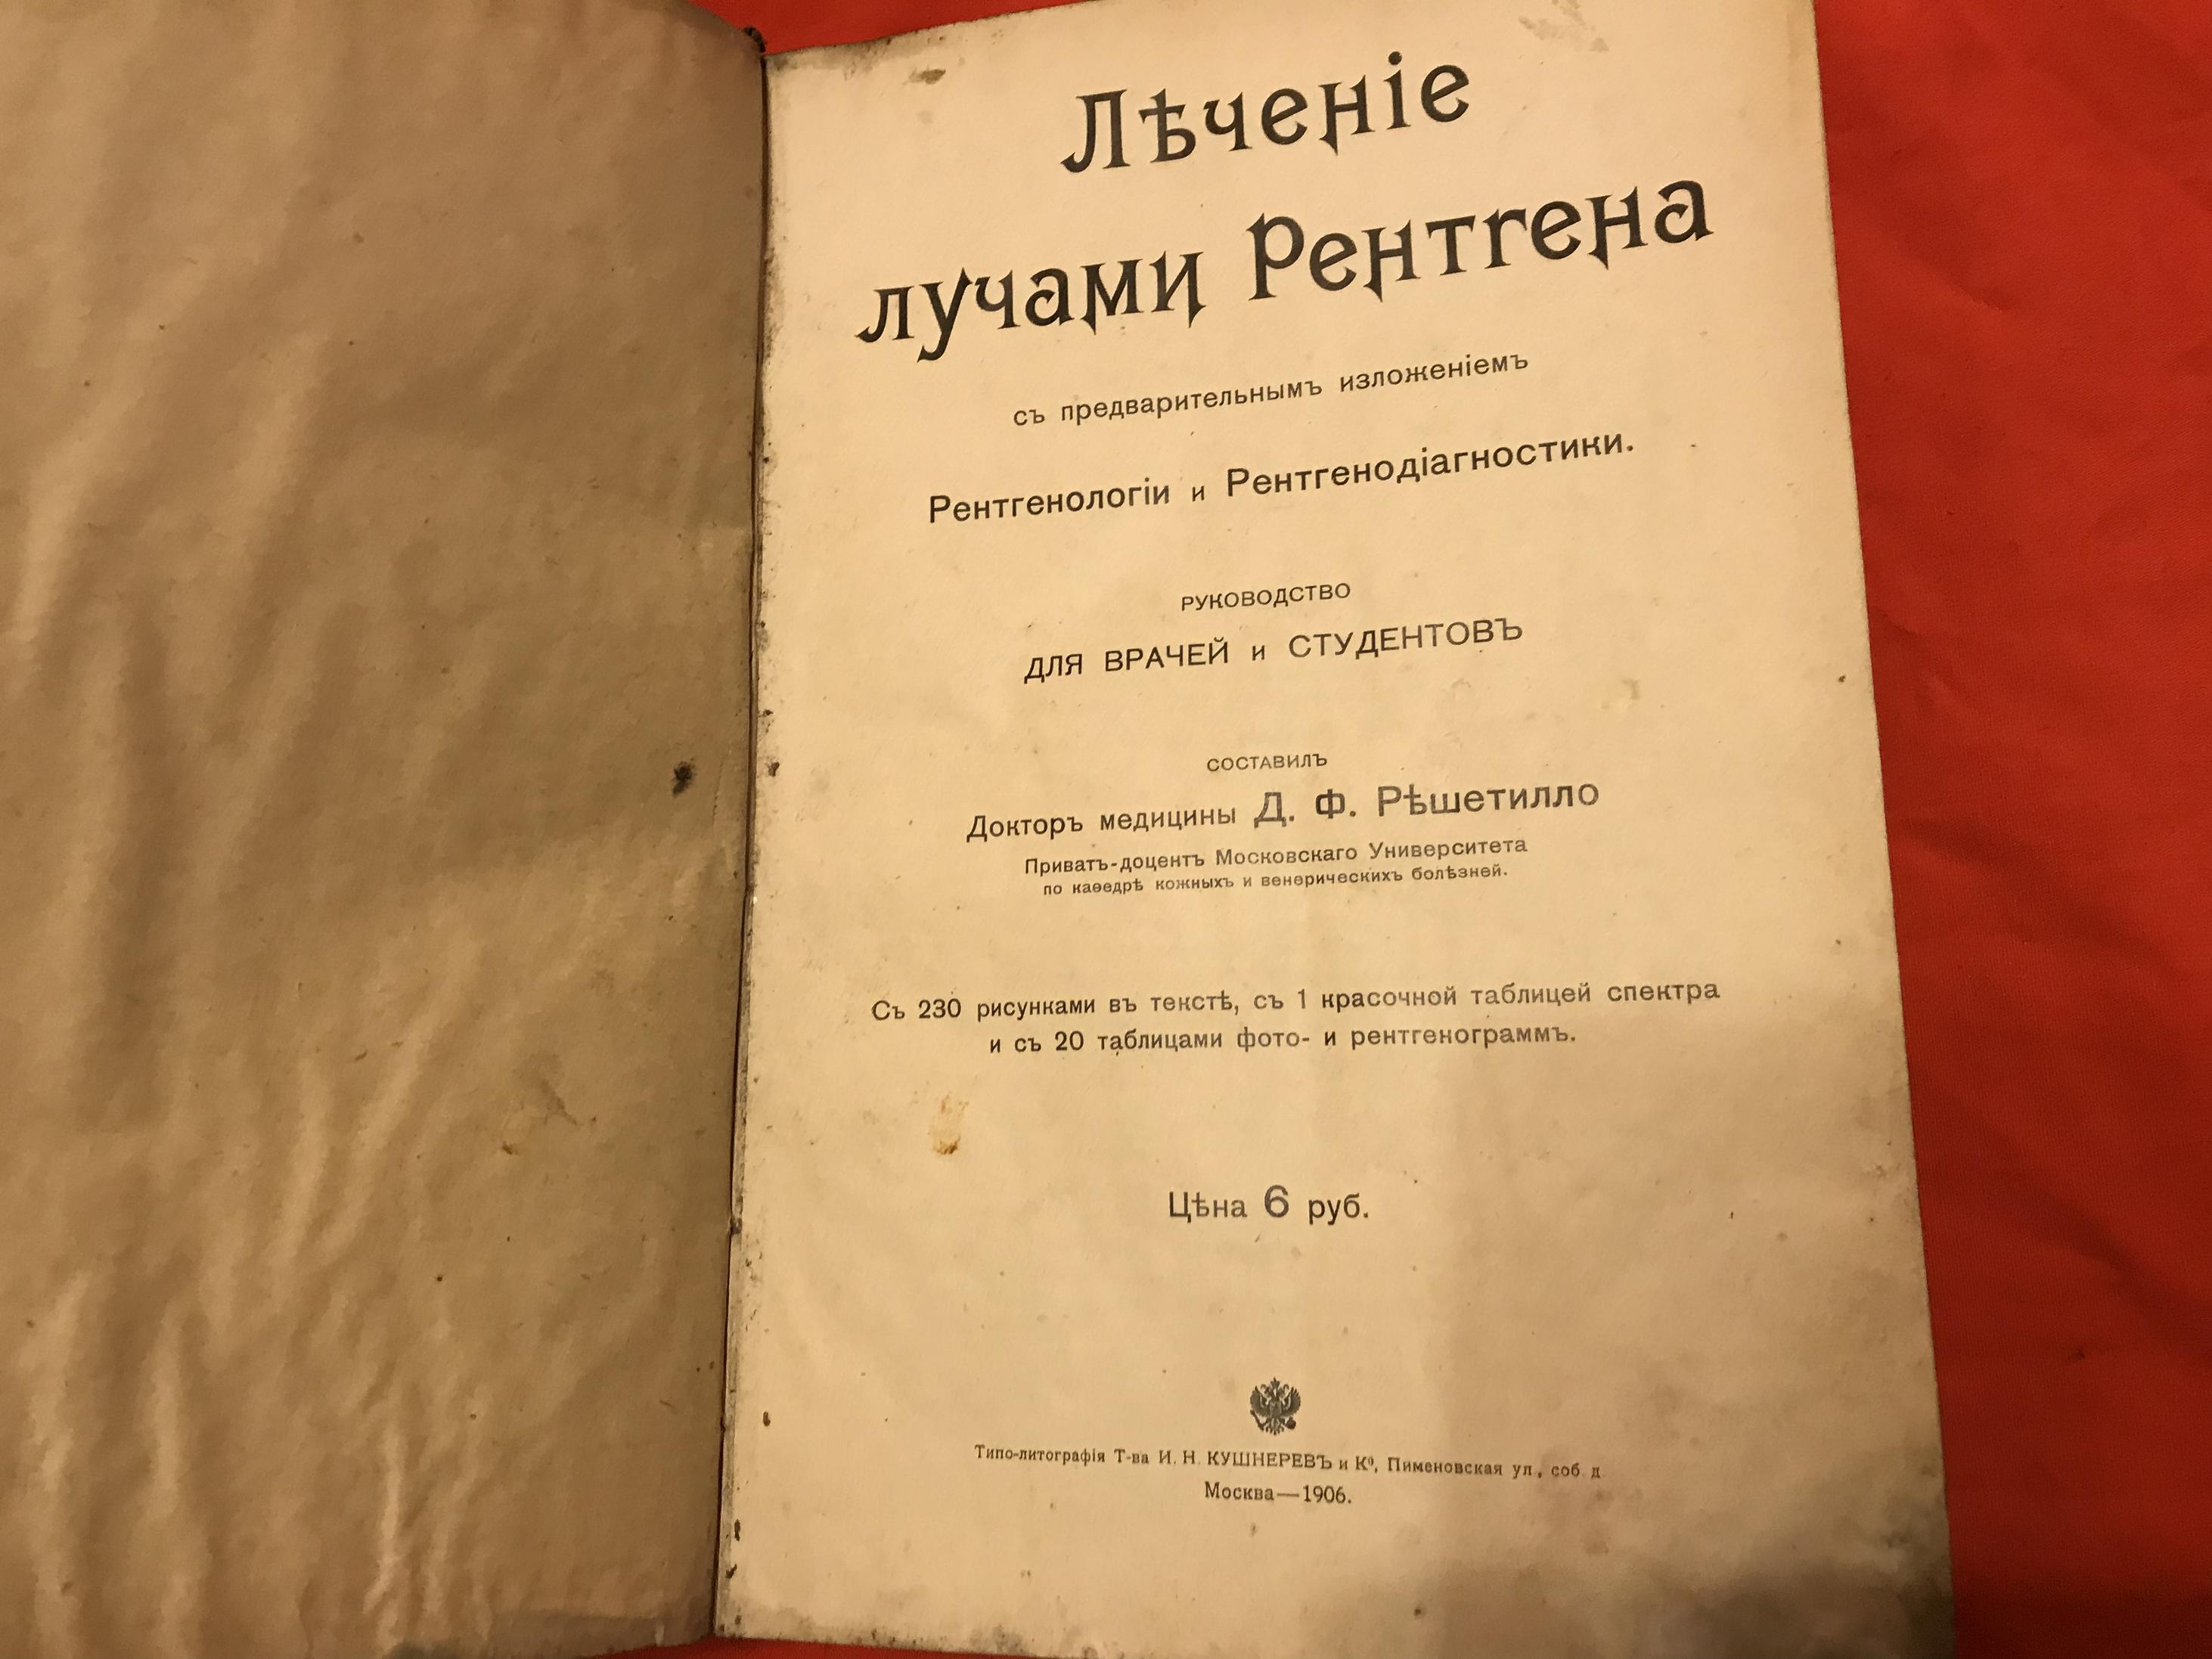 Лѣченіе
лучами Рентгена
съ предварительнымъ изложеніемъ
Рентгенологіи и Рентгенодіагностики.
РУКОВОДСТВО
ДЛЯ ВРАЧЕЙ и СТУДЕНТОВЪ
СОСТАВИЛЪ
Докторъ медицины Д. Ф. Рѣшетилло
Приватъ-доцентъ Московскаго Университета
по каѳедрѣ кожныхъ и венерическихъ болѣзней.
Съ 230 рисунками въ текстѣ, съ 1 красочной таблицей спектра
и съ 20 таблицами фото- и рентгенограммъ.
Цѣна 6 руб.
Типо-литографія Т-ва И. Н. КУШНЕРЕВЪ и Кº, Пименовская ул., соб. д.
Москва—1906.